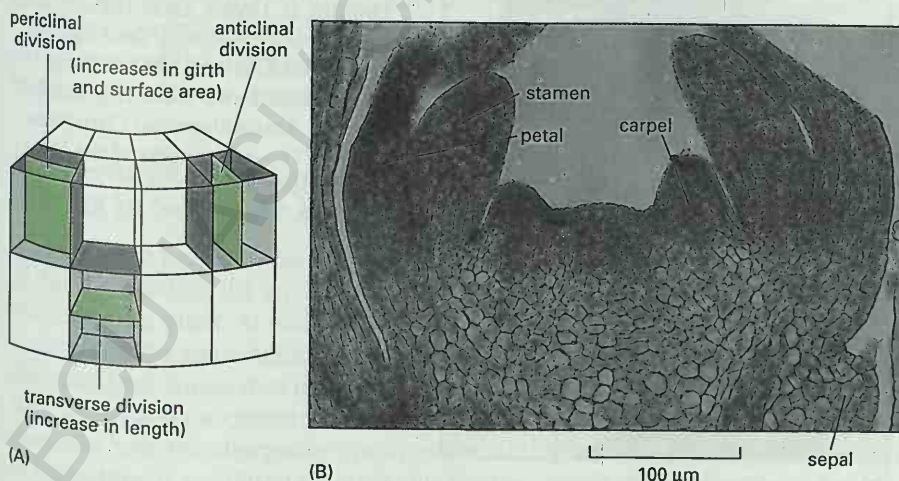 periclinal
division
anticlinal
division
(increases in girth
and surface area)
transverse division
(increase in length)
(A)
stamen
petal
carpel
sepal
100 μm
(B)